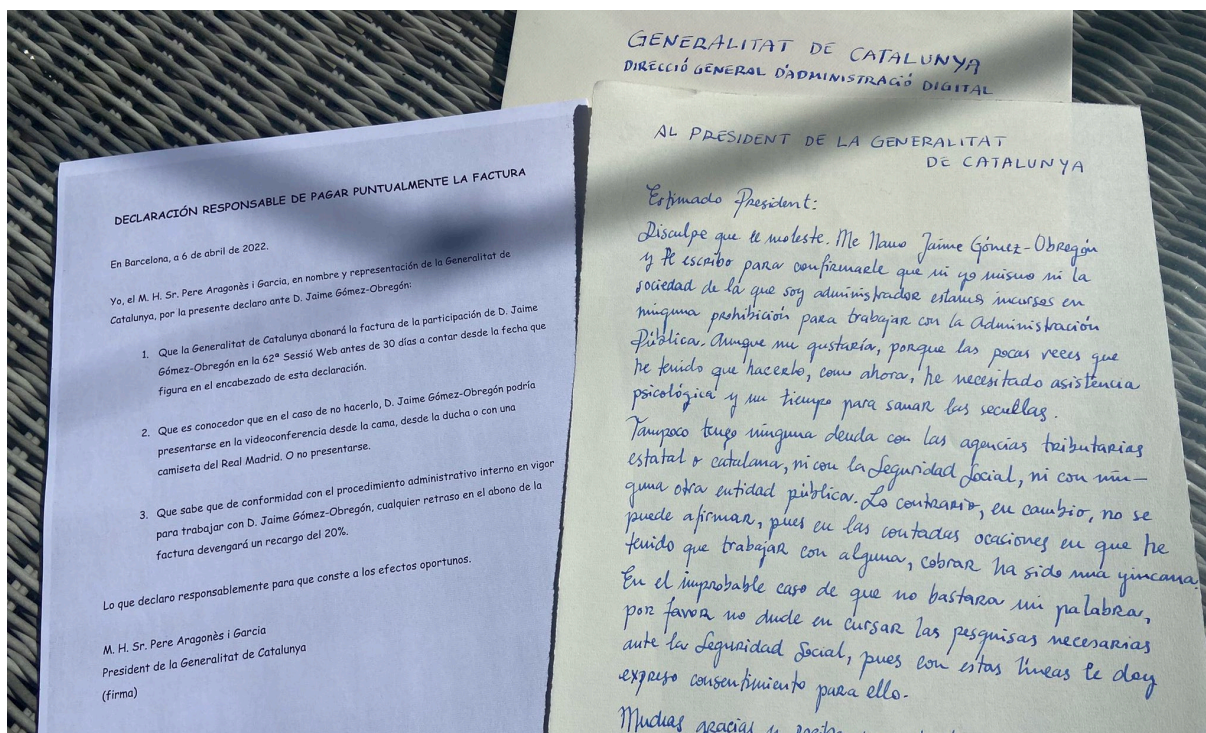 GENERALITAT DE CATALUNYA
DIRECCIÓ GENERAL D'ADMINISTRACIÓ DIGITAL
DECLARACIÓN RESPONSABLE DE PAGAR PUNTUALMENTE LA FACTURA
En Barcelona, a 6 de abril de 2022.
Yo, el M. H. Sr. Pere Aragonès i Garcia, en nombre y representación de la Generalitat de
Catalunya, por la presente declaro ante D. Jaime Gómez-Obregón:
1. Que la Generalitat de Catalunya abonará la factura de la participación de D. Jaime
Gómez-Obregón en la 62ª Sessió Web antes de 30 días a contar desde la fecha que
figura en el encabezado de esta declaración.
2. Que es conocedor que en el caso de no hacerlo, D. Jaime Gómez-Obregón podría
presentarse en la videoconferencia desde la cama, desde la ducha o con una
camiseta del Real Madrid. O no presentarse.
3. Que sabe que de conformidad con el procedimiento administrativo interno en vigor
para trabajar con D. Jaime Gómez-Obregón, cualquier retraso en el abono de la
factura devengará un recargo del 20%.
Lo que declaro responsablemente para que conste a los efectos oportunos.
M. H. Sr. Pere Aragonès i Garcia
President de la Generalitat de Catalunya
(firma)
AL PRESIDENT DE LA GENERALITAT
DE CATALUNYA
Estimado President:
Disculpe que le moleste. Me llamo Jaime Gómez-Obregón
y le escribo para confirmarle que ni yo mismo ni la
sociedad de la que soy administrador estamos incursos en
ninguna prohibición para trabajar con la Administración
Pública. Aunque me gustaría, porque las pocas veces que
he tenido que hacerlo, como ahora, he necesitado asistencia
psicológica y un tiempo para sanar las secuelas.
Tampoco tengo ninguna deuda con las agencias tributarias
estatal o catalana, ni con la Seguridad Social, ni con nin-
guna otra entidad pública. Lo contrario, en cambio, no se
puede afirmar, pues en las contadas ocasiones en que he
tenido que trabajar con alguna, cobrar ha sido una yincana.
En el improbable caso de que no bastara mi palabra,
por favor no dude en cursar las pesquisas necesarias
ante la Seguridad Social, pues con estas líneas le doy
expreso consentimiento para ello.
Muchas gracias y